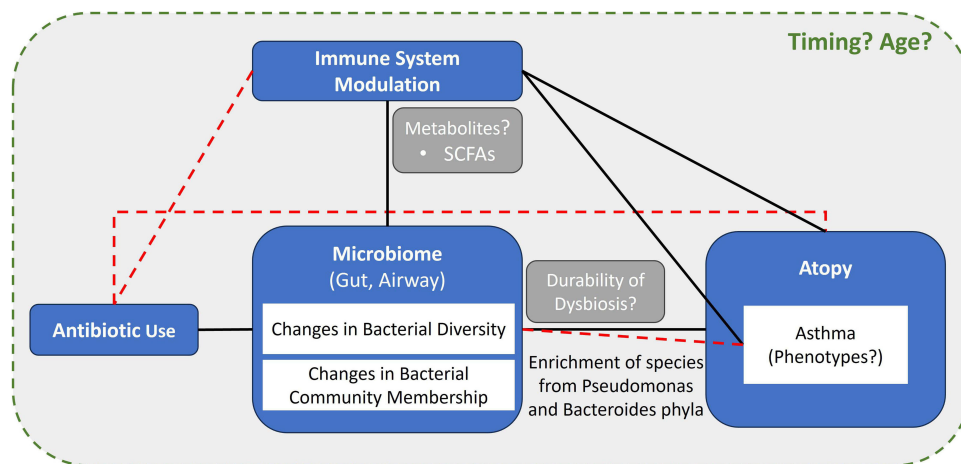 Timing? Age?
Immune System
Modulation
Metabolites?
• SCFAs
Microbiome
(Gut, Airway)
Changes in Bacterial Diversity
Changes in Bacterial
Community Membership
Antibiotic Use
Durability of
Dysbiosis?
Enrichment of species
from Pseudomonas
and Bacteroides phyla
Atopy
Asthma
(Phenotypes?)